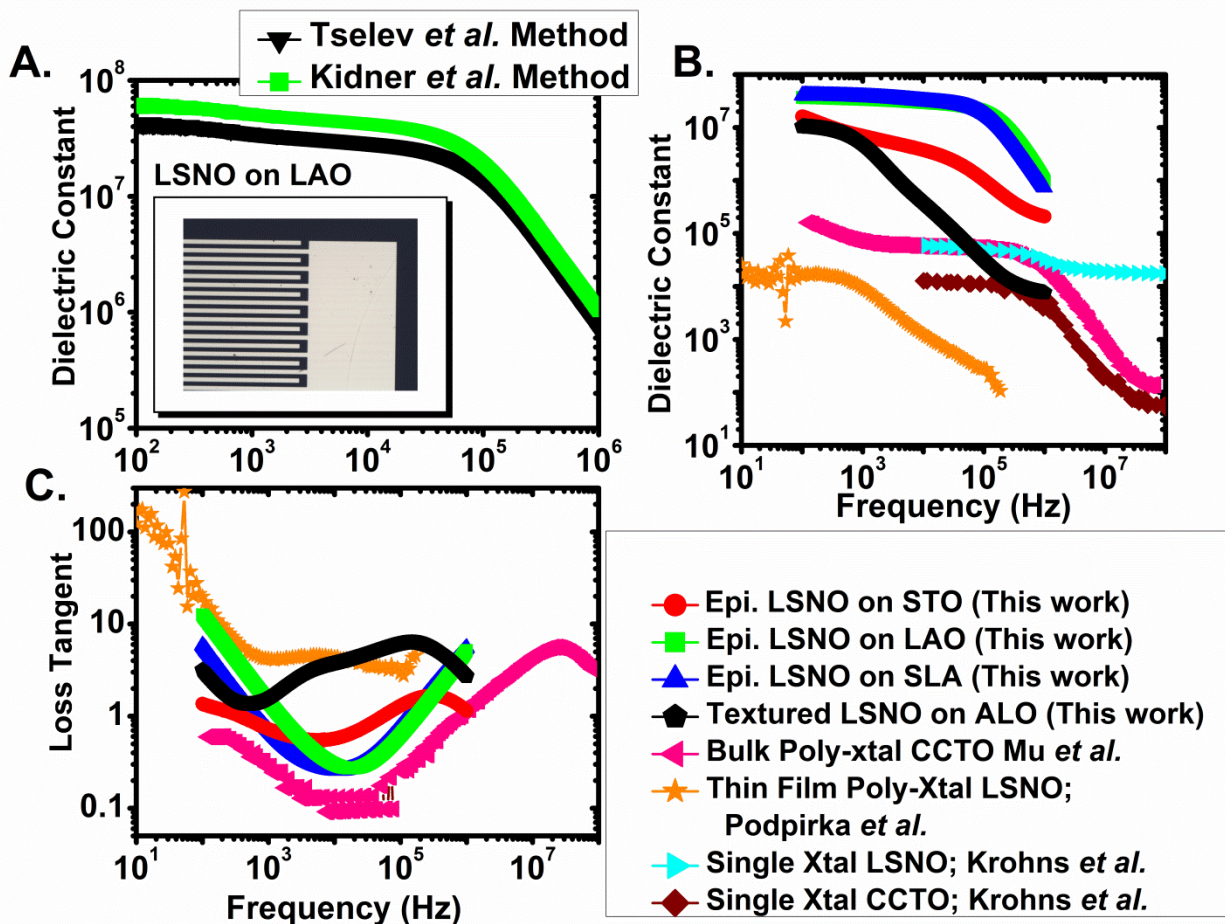 A.
Tselev et al. Method
Kidner et al. Method
10^8
10^7
10^6
10^5
Dielectric Constant
LSNO on LAO
10^2 10^3 10^4 10^5 10^6
B.
10^7
10^5
10^3
10^1
Dielectric Constant
10^1 10^3 10^5 10^7
Frequency (Hz)
C.
100
10
1
0.1
Loss Tangent
10^1 10^3 10^5 10^7
Frequency (Hz)
Epi. LSNO on STO (This work)
Epi. LSNO on LAO (This work)
Epi. LSNO on SLA (This work)
Textured LSNO on ALO (This work)
Bulk Poly-xtal CCTO Mu et al.
Thin Film Poly-Xtal LSNO;
Podpirka et al.
Single Xtal LSNO; Krohns et al.
Single Xtal CCTO; Krohns et al.